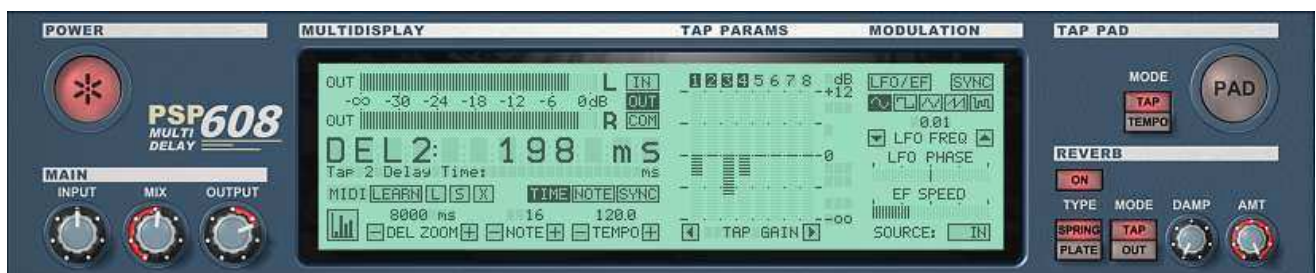 POWER
PSP 608
MULTI
DELAY
MAIN
INPUT MIX OUTPUT
MULTIDISPLAY TAP PARAMS MODULATION
OUT L IN
-∞ -30 -24 -18 -12 -6 0dB OUT
OUT R COM
DEL2: 198 ms
Tap 2 Delay Time: ms
MIDI LEARN L S X TIME NOTE SYNC
8000 ms 16 120.0
- DEL ZOOM + - NOTE + - TEMPO +
1 2 3 4 5 6 7 8 dB
+12
0
-∞
TAP GAIN
LFO/EF SYNC
0.01
LFO FREQ
LFO PHASE
EF SPEED
SOURCE: IN
TAP PAD
MODE
TAP
TEMPO
PAD
REVERB
ON
TYPE MODE DAMP AMT
SPRING TAP
PLATE OUT